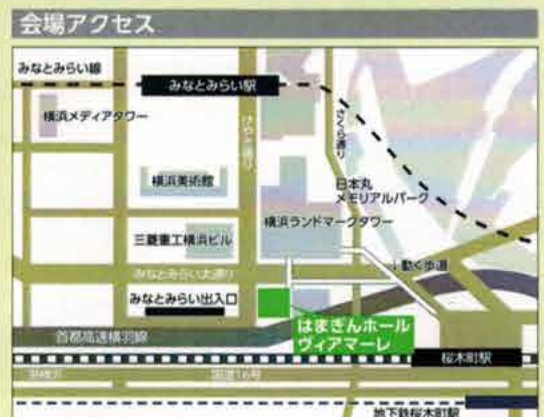 会場アクセス
みなとみらい線
みなとみらい駅
横浜メディアタワー
けやき通り
さくら通り
横浜美術館
日本丸
メモリアルパーク
横浜ランドマークタワー
三菱重工横浜ビル
みなとみらい大通り
↓動く歩道
みなとみらい出入口
はまぎんホール
ヴィアマーレ
首都高速横羽線
桜木町駅
国道16号
地下鉄桜木町駅